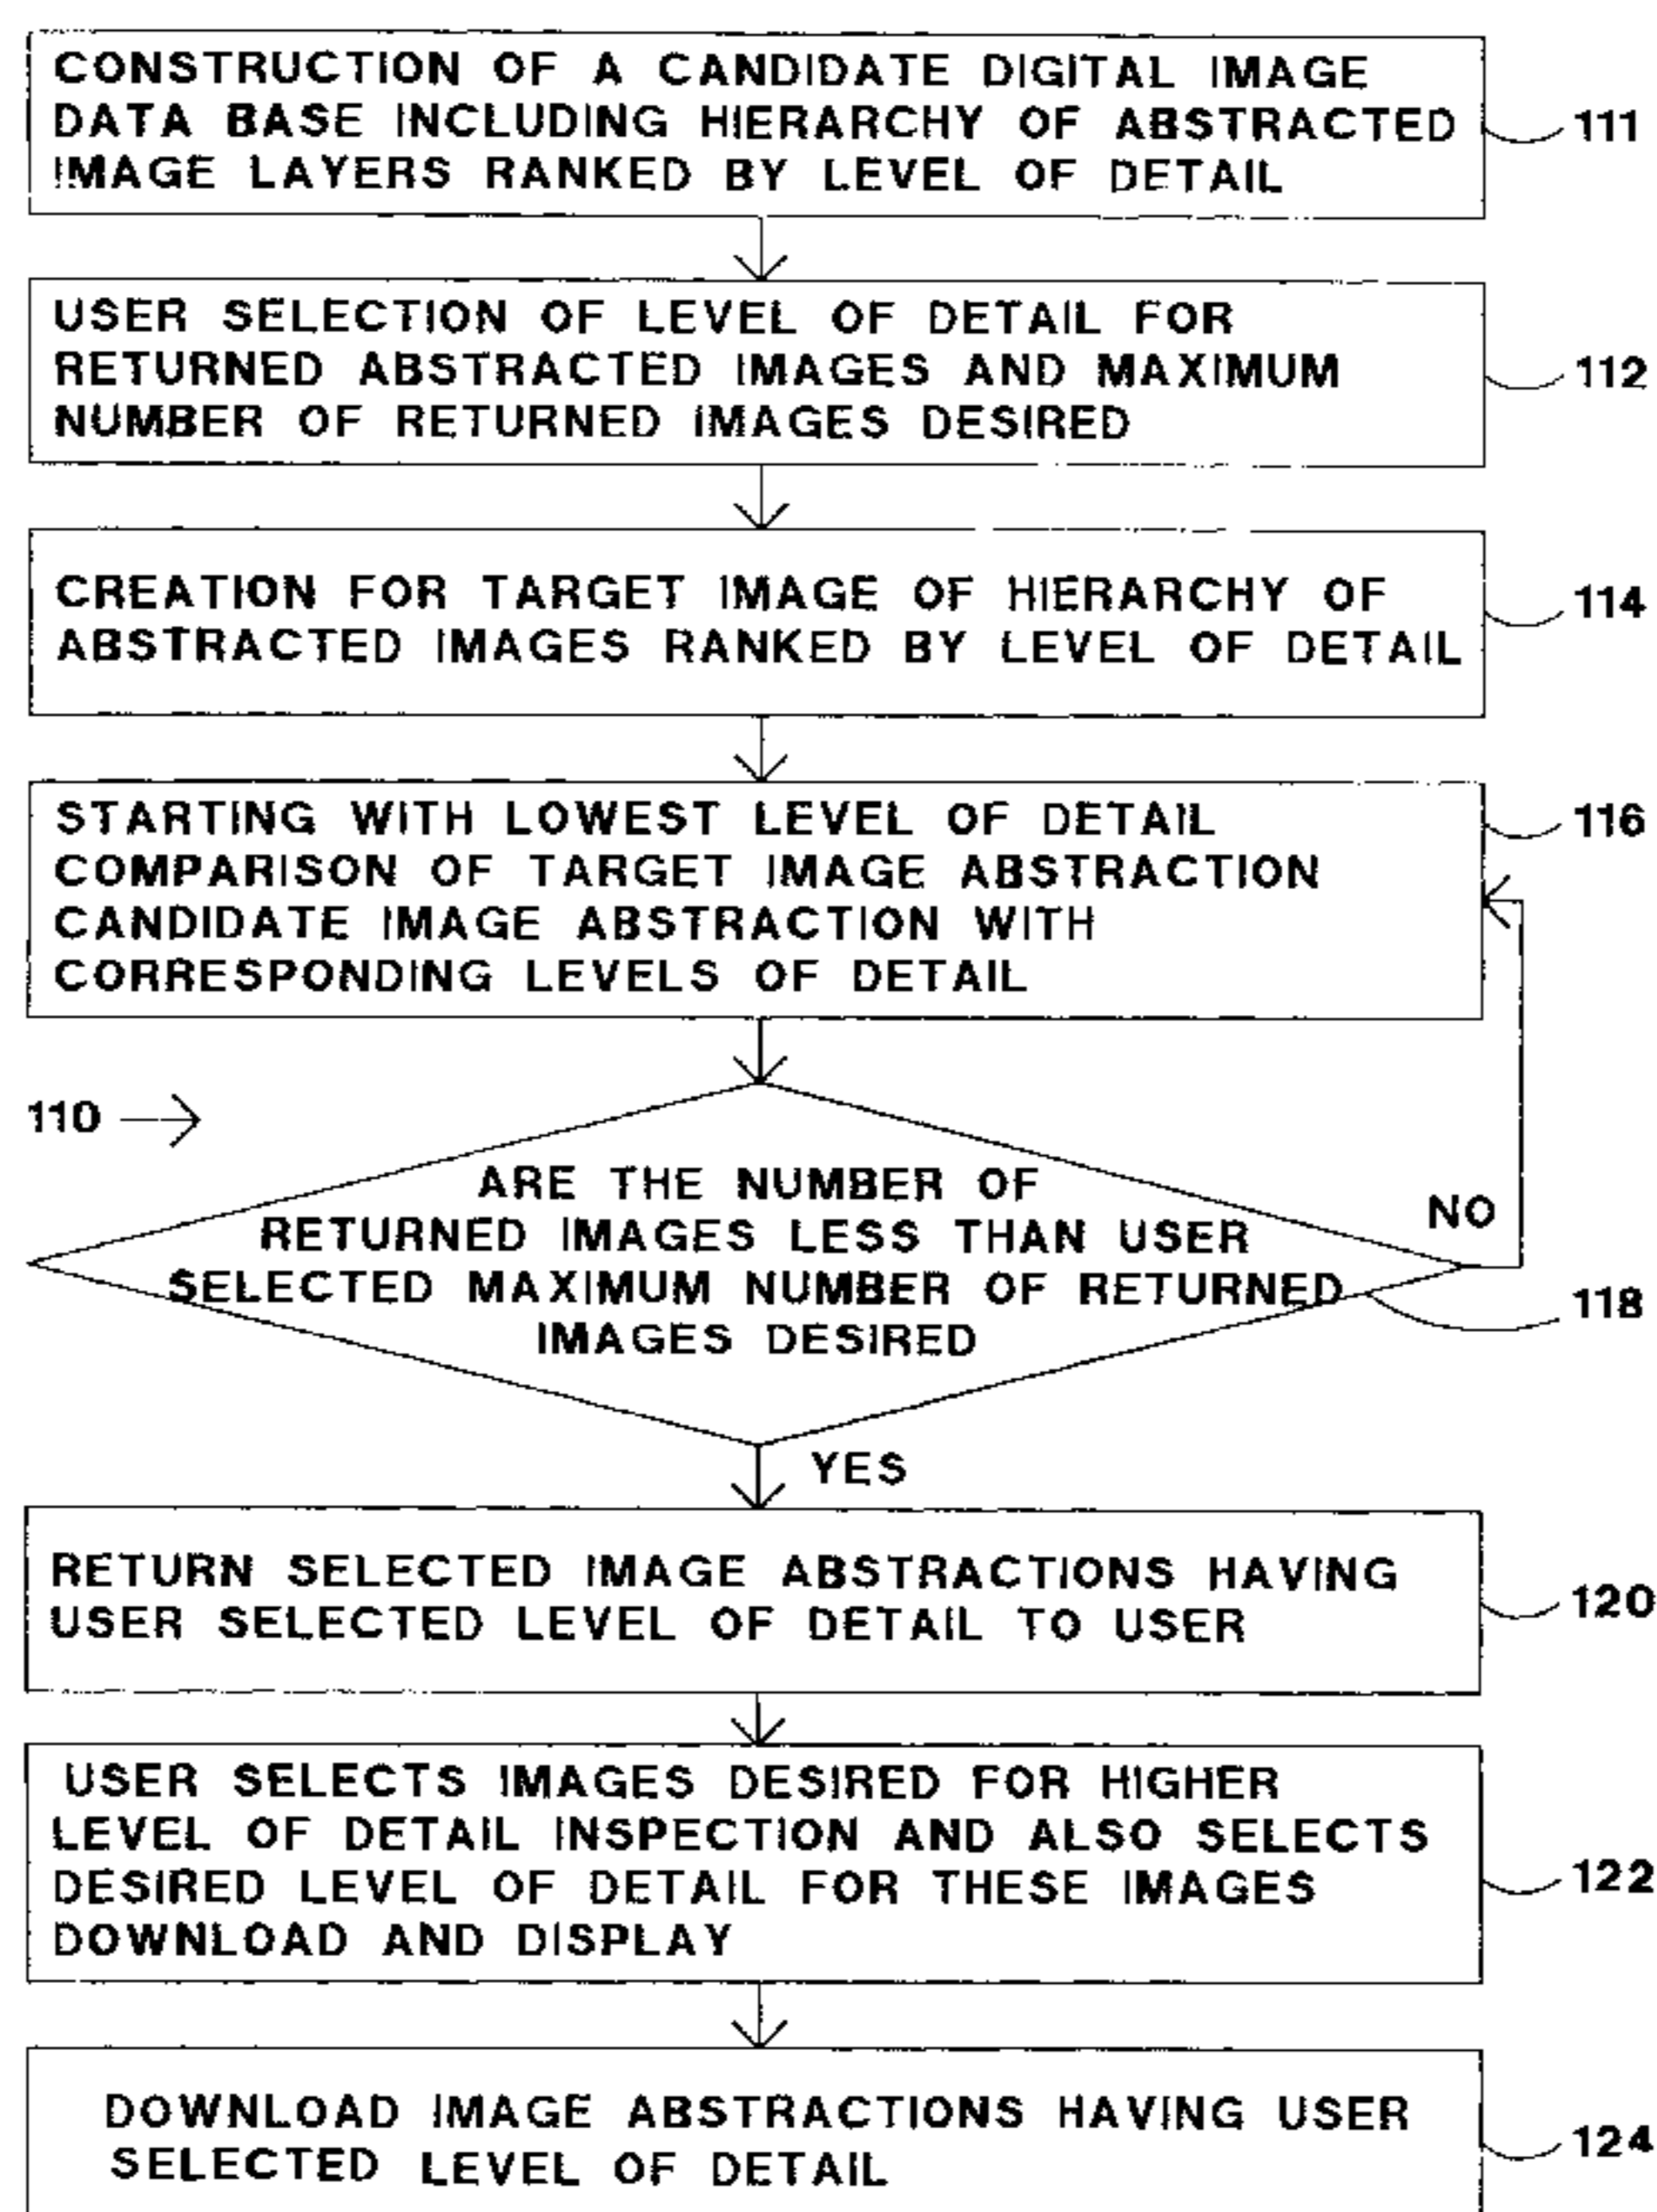 CONSTRUCTION OF A CANDIDATE DIGITAL IMAGE
DATA BASE INCLUDING HIERARCHY OF ABSTRACTED
IMAGE LAYERS RANKED BY LEVEL OF DETAIL
111
USER SELECTION OF LEVEL OF DETAIL FOR
RETURNED ABSTRACTED IMAGES AND MAXIMUM
NUMBER OF RETURNED IMAGES DESIRED
112
CREATION FOR TARGET IMAGE OF HIERARCHY OF
ABSTRACTED IMAGES RANKED BY LEVEL OF DETAIL
114
STARTING WITH LOWEST LEVEL OF DETAIL
COMPARISON OF TARGET IMAGE ABSTRACTION
CANDIDATE IMAGE ABSTRACTION WITH
CORRESPONDING LEVELS OF DETAIL
116
110
ARE THE NUMBER OF
RETURNED IMAGES LESS THAN USER
SELECTED MAXIMUM NUMBER OF RETURNED
IMAGES DESIRED
NO
118
YES
RETURN SELECTED IMAGE ABSTRACTIONS HAVING
USER SELECTED LEVEL OF DETAIL TO USER
120
USER SELECTS IMAGES DESIRED FOR HIGHER
LEVEL OF DETAIL INSPECTION AND ALSO SELECTS
DESIRED LEVEL OF DETAIL FOR THESE IMAGES
DOWNLOAD AND DISPLAY
122
DOWNLOAD IMAGE ABSTRACTIONS HAVING USER
SELECTED LEVEL OF DETAIL
124